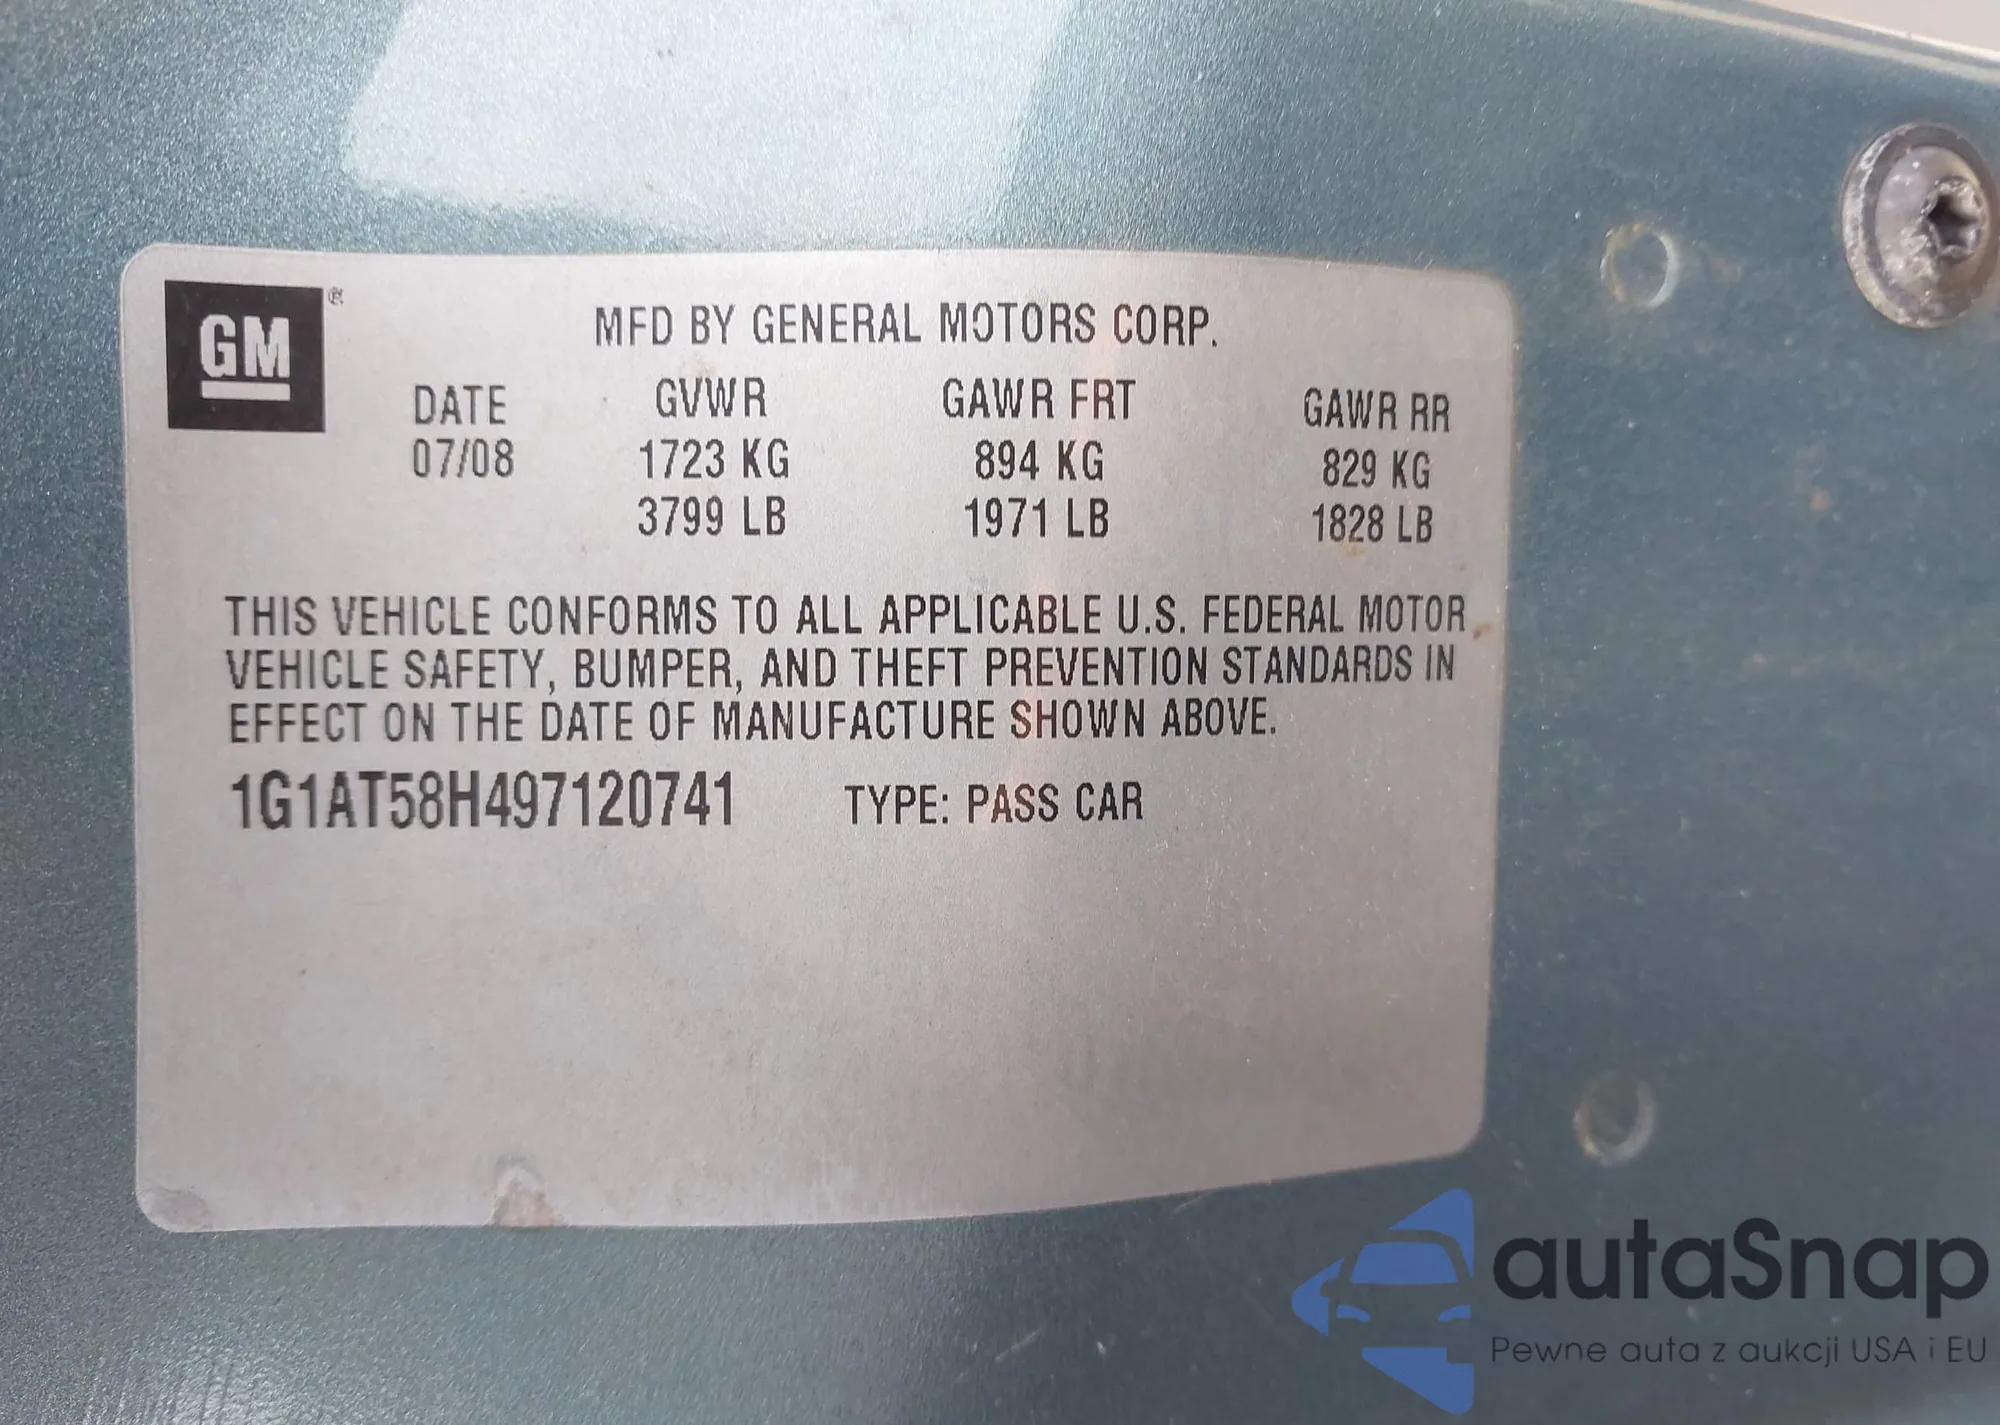 GM ®
MFD BY GENERAL MOTORS CORP.
DATE GVWR GAWR FRT GAWR RR
07/08 1723 KG 894 KG 829 KG
3799 LB 1971 LB 1828 LB
THIS VEHICLE CONFORMS TO ALL APPLICABLE U.S. FEDERAL MOTOR
VEHICLE SAFETY, BUMPER, AND THEFT PREVENTION STANDARDS IN
EFFECT ON THE DATE OF MANUFACTURE SHOWN ABOVE.
1G1AT58H497120741 TYPE: PASS CAR
autaSnap
Pewne auta z aukcji USA i EU